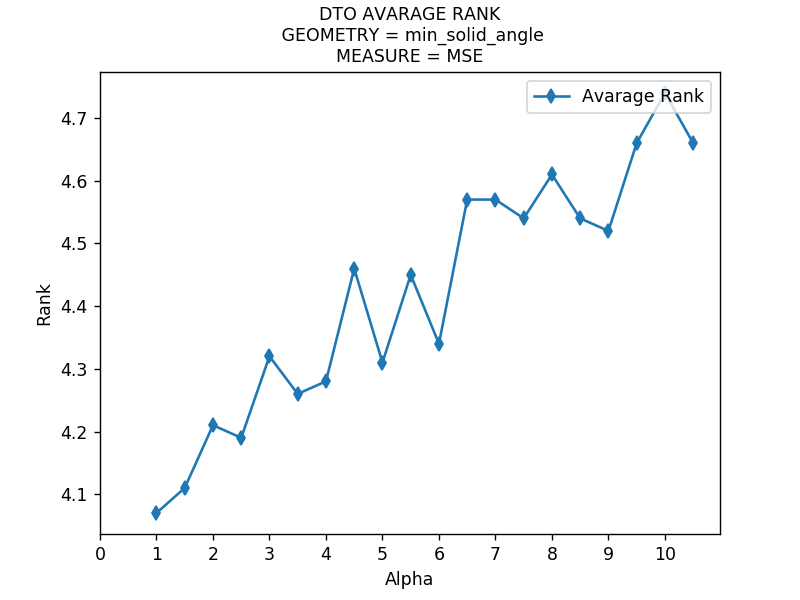 DTO AVARAGE RANK
GEOMETRY = min_solid_angle
MEASURE = MSE
Avarage Rank
4.7
4.6
4.5
4.4
4.3
4.2
4.1
Rank
0 1 2 3 4 5 6 7 8 9 10
Alpha